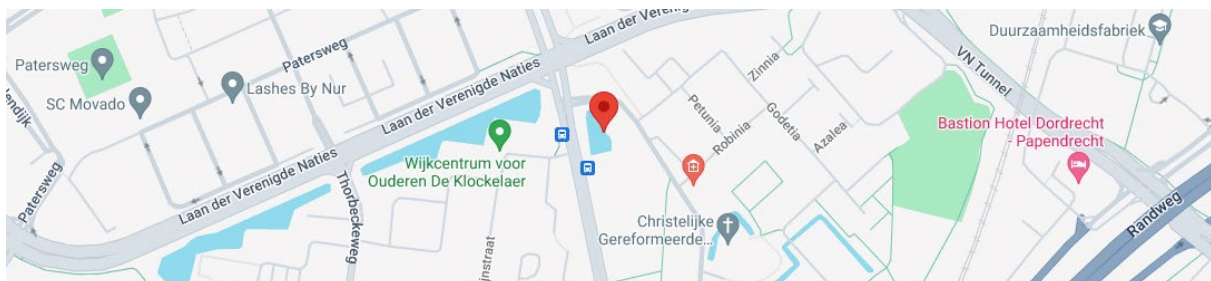 Laan der Verenigde Naties
Duurzaamheidsfabriek
Patersweg
Patersweg
SC Movado
Lashes By Nur
Laan der Verenigde Naties
Zinnia
VN Tunnel
Petunia
Godetia
Robinia
Azalea
Bastion Hotel Dordrecht
- Papendrecht
Wijkcentrum voor
Ouderen De Klockelaer
Laan der Verenigde Naties
Patersweg
Thorbeckeweg
Christelijke
Gereformeerde...
Randweg